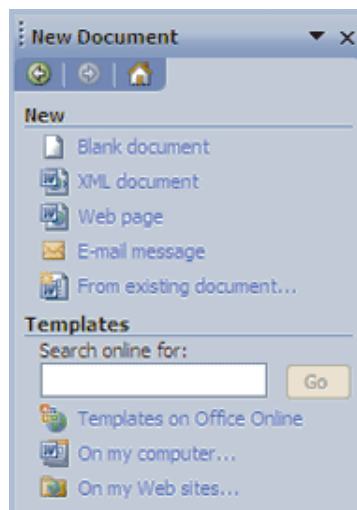 New Document
New
Blank document
XML document
Web page
E-mail message
From existing document...
Templates
Search online for:
Go
Templates on Office Online
On my computer...
On my Web sites...